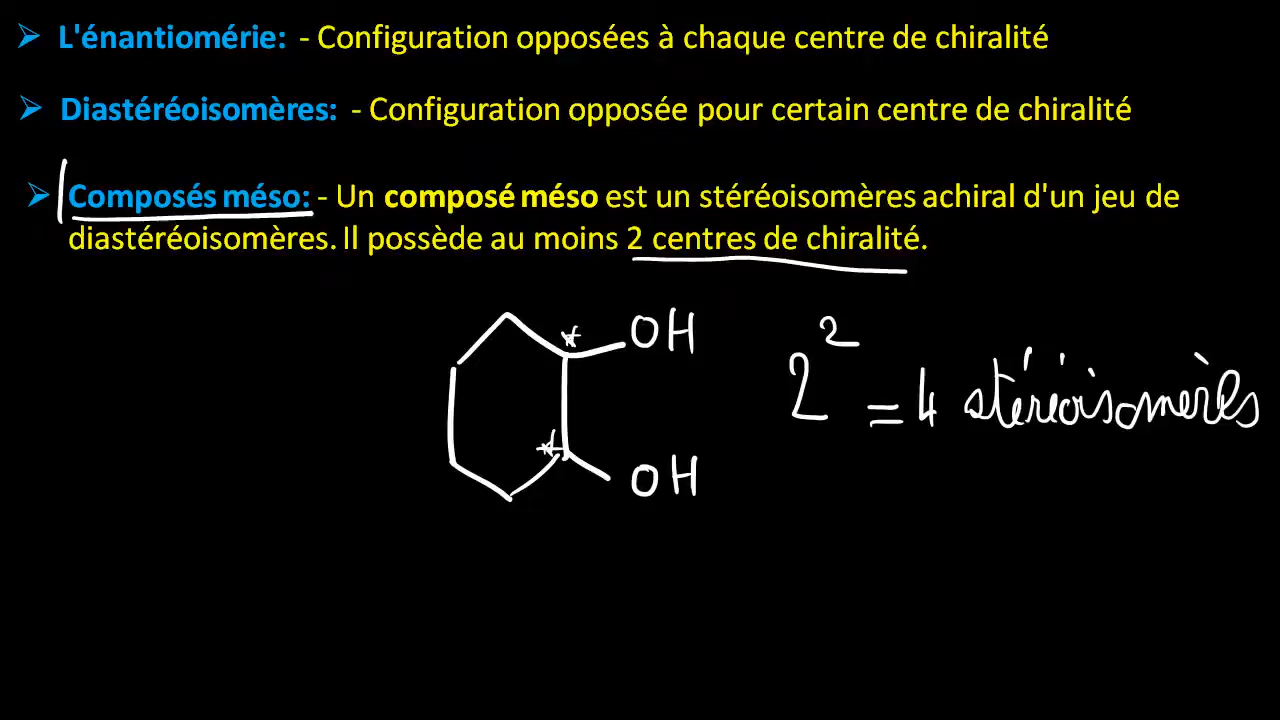 ➢ L'énantiomérie: - Configuration opposées à chaque centre de chiralité
➢ Diastéréoisomères: - Configuration opposée pour certain centre de chiralité
➢ Composés méso: - Un composé méso est un stéréoisomères achiral d'un jeu de
diastéréoisomères. Il possède au moins 2 centres de chiralité.
* OH
2² = 4 stéréoisomères
* OH